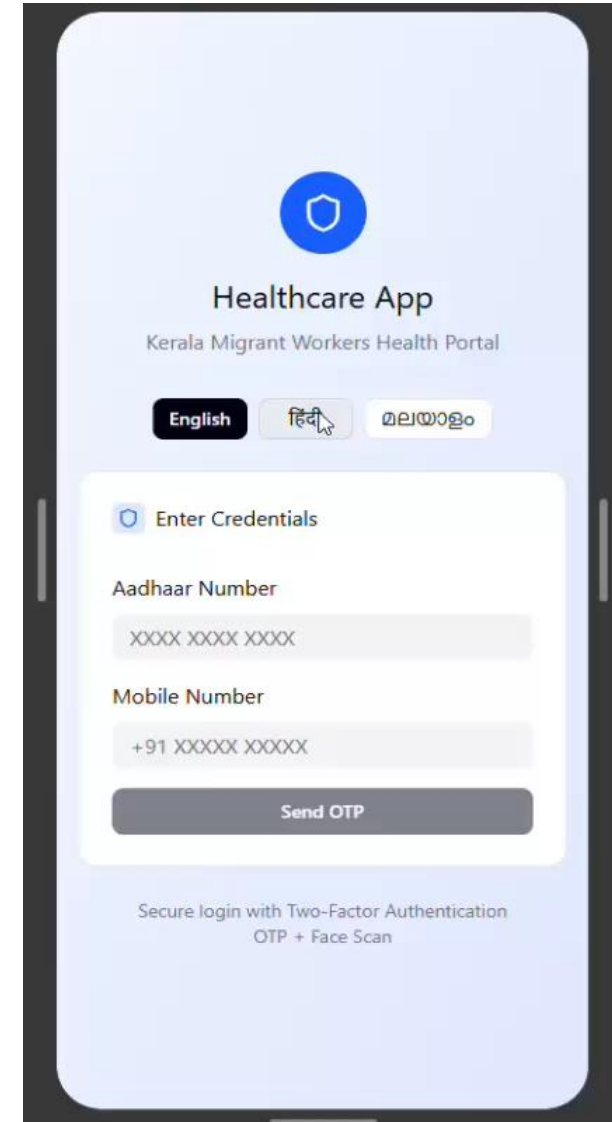 Healthcare App
Kerala Migrant Workers Health Portal
English हिंदी മലയാളം
Enter Credentials
Aadhaar Number
XXXX XXXX XXXX
Mobile Number
+91 XXXXX XXXXX
Send OTP
Secure login with Two-Factor Authentication
OTP + Face Scan